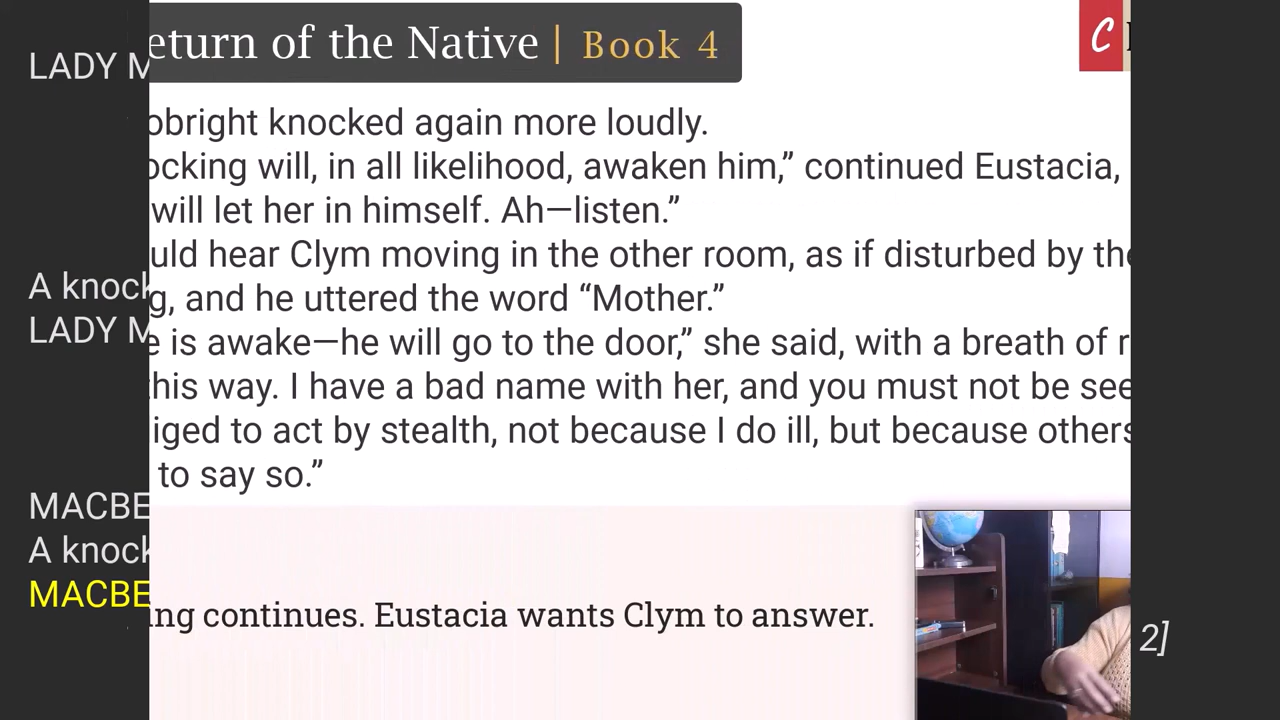 LADY M
eturn of the Native | Book 4
C
bright knocked again more loudly.
ocking will, in all likelihood, awaken him,” continued Eustacia,
will let her in himself. Ah—listen.”
uld hear Clym moving in the other room, as if disturbed by the
A knock
g, and he uttered the word “Mother.”
LADY M
e is awake—he will go to the door,” she said, with a breath of r
this way. I have a bad name with her, and you must not be see
iged to act by stealth, not because I do ill, but because others
to say so.”
MACBE
A knock
MACBE
ing continues. Eustacia wants Clym to answer.
2]